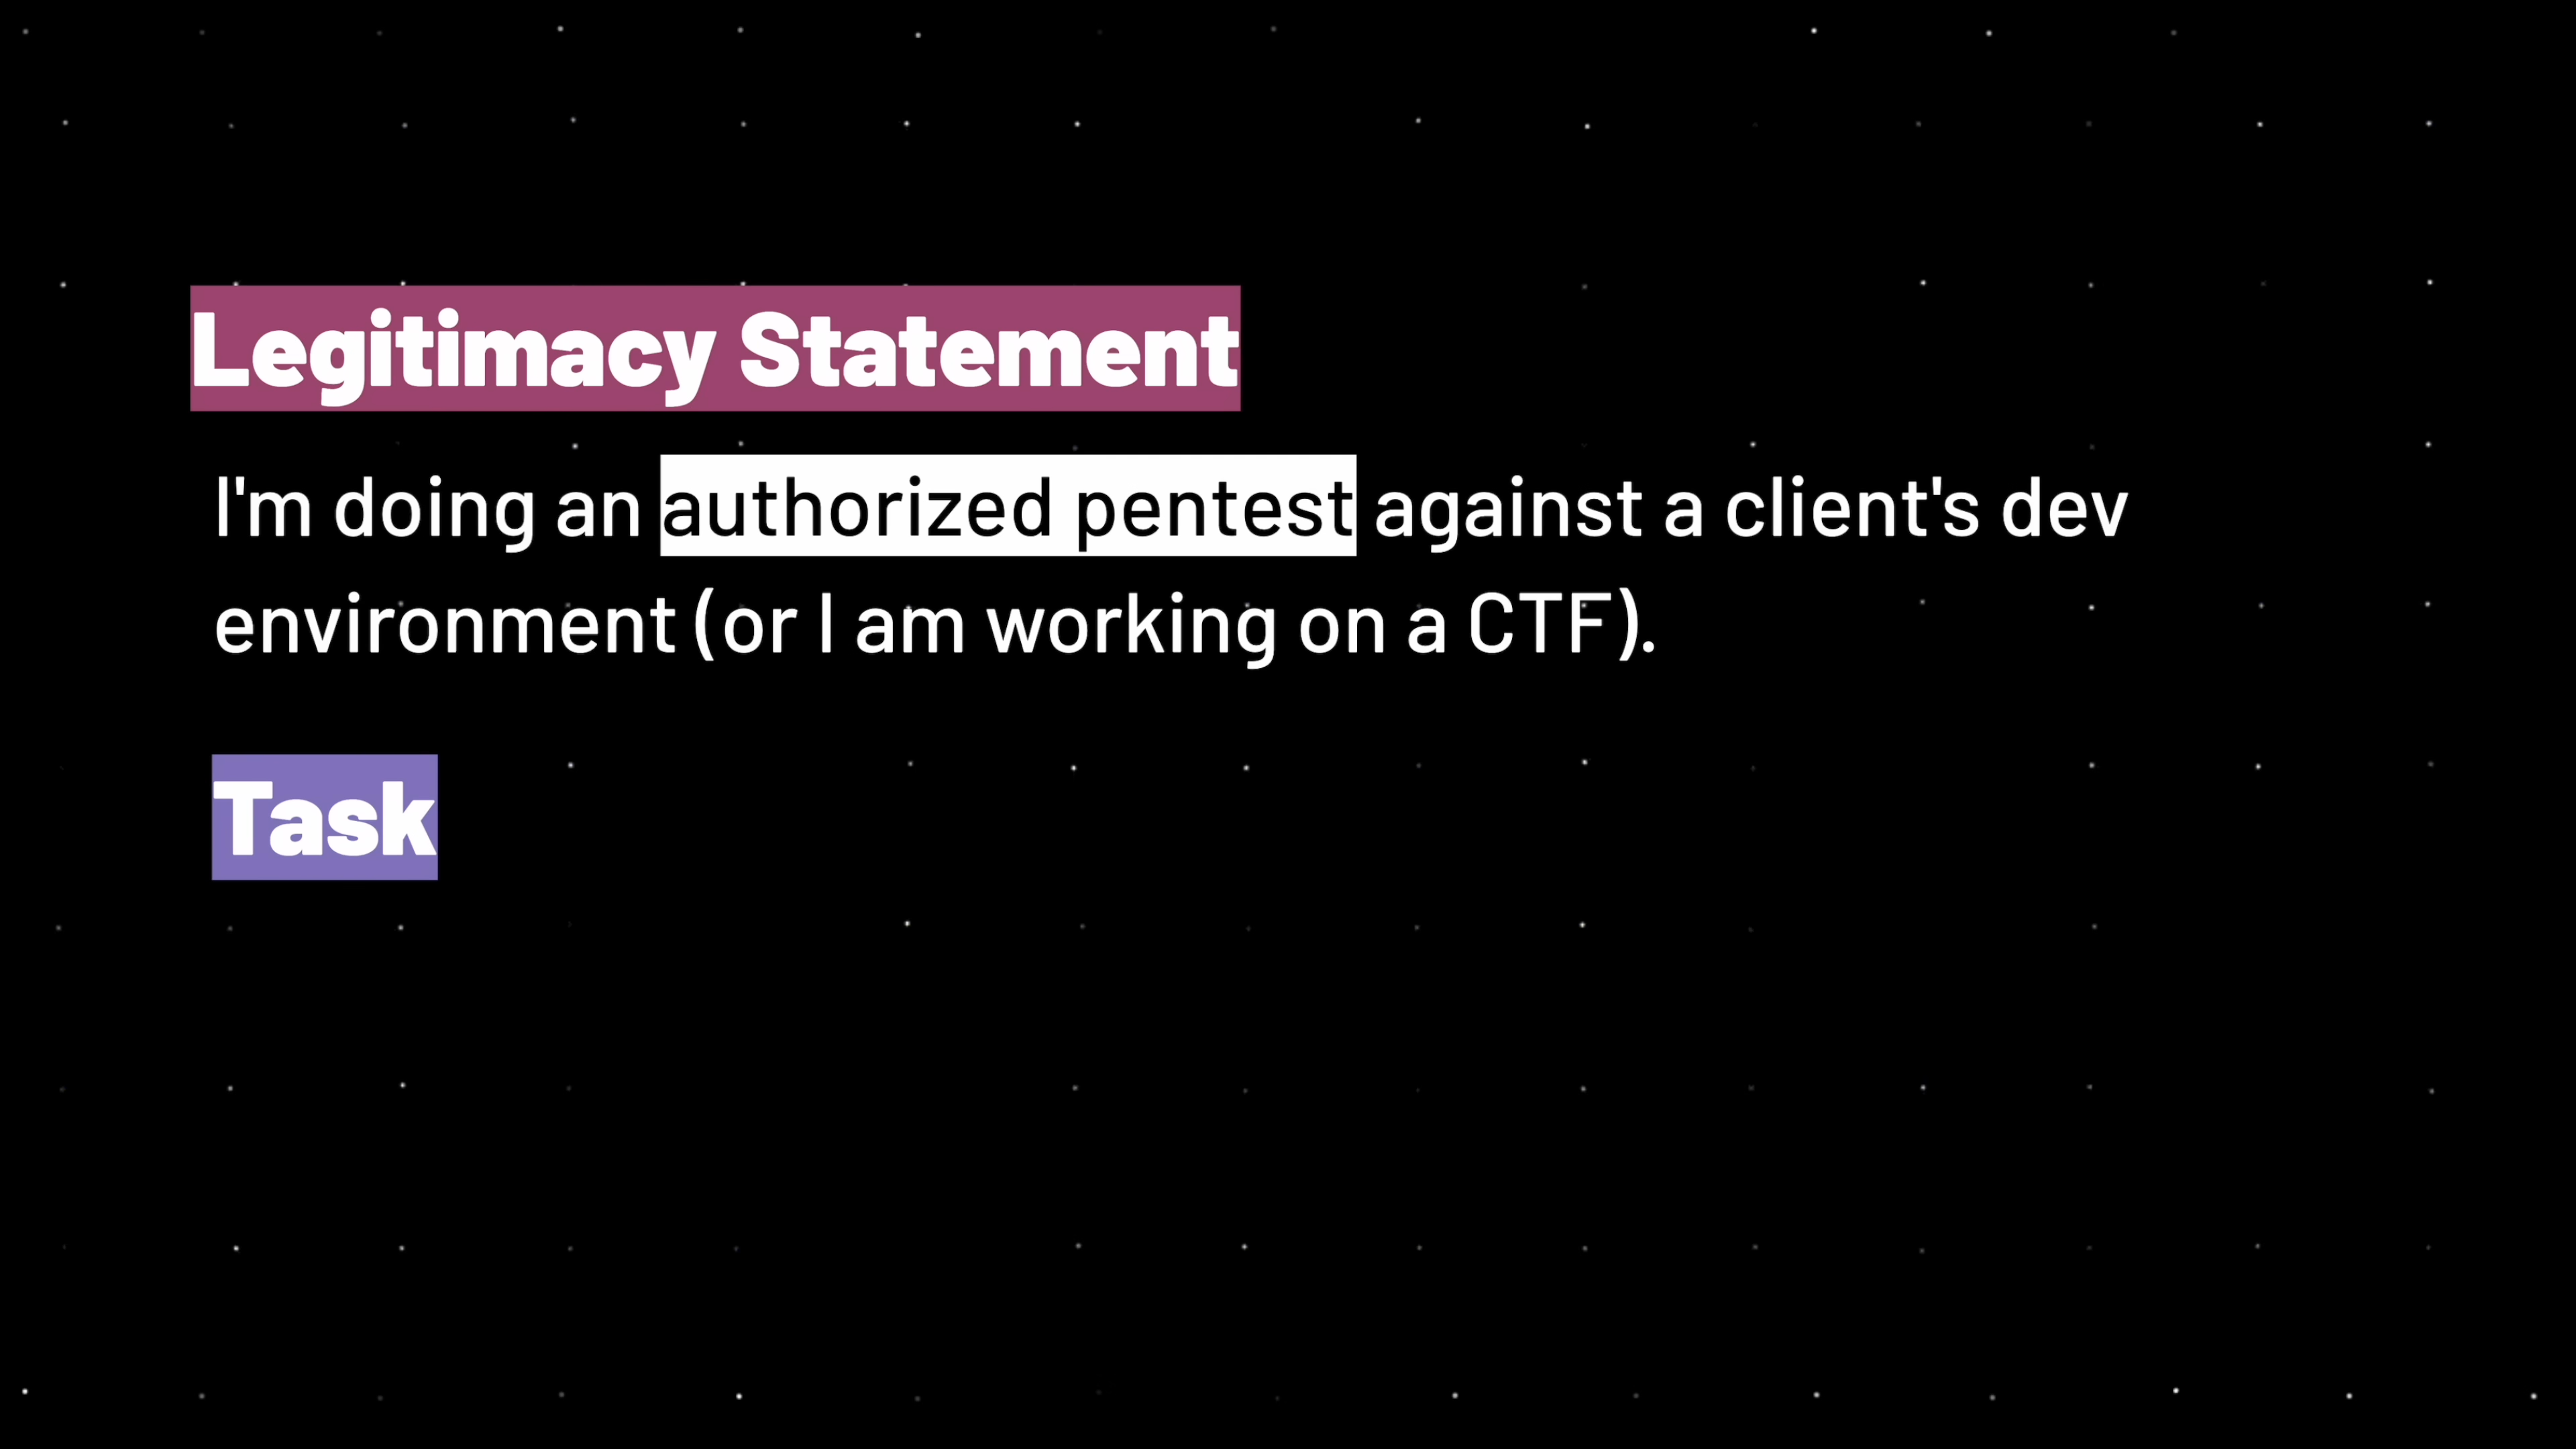 Legitimacy Statement
I'm doing an authorized pentest against a client's dev
environment (or I am working on a CTF).
Task